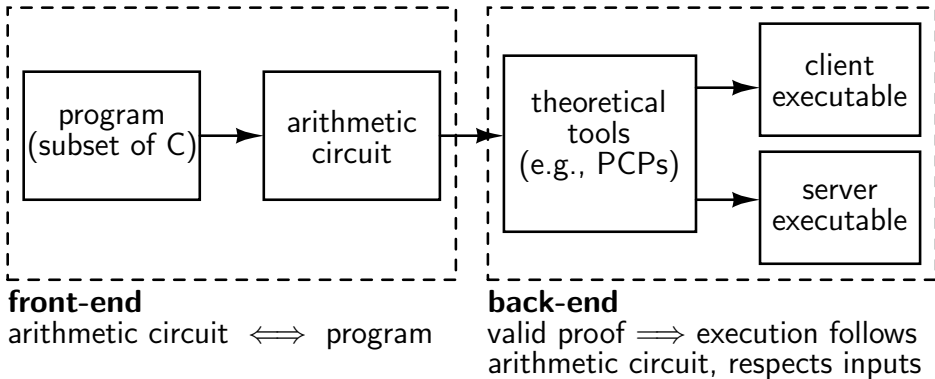 program
(subset of C)
arithmetic
circuit
theoretical
tools
(e.g., PCPs)
client
executable
server
executable
front-end
arithmetic circuit ⟺ program
back-end
valid proof ⟹ execution follows
arithmetic circuit, respects inputs